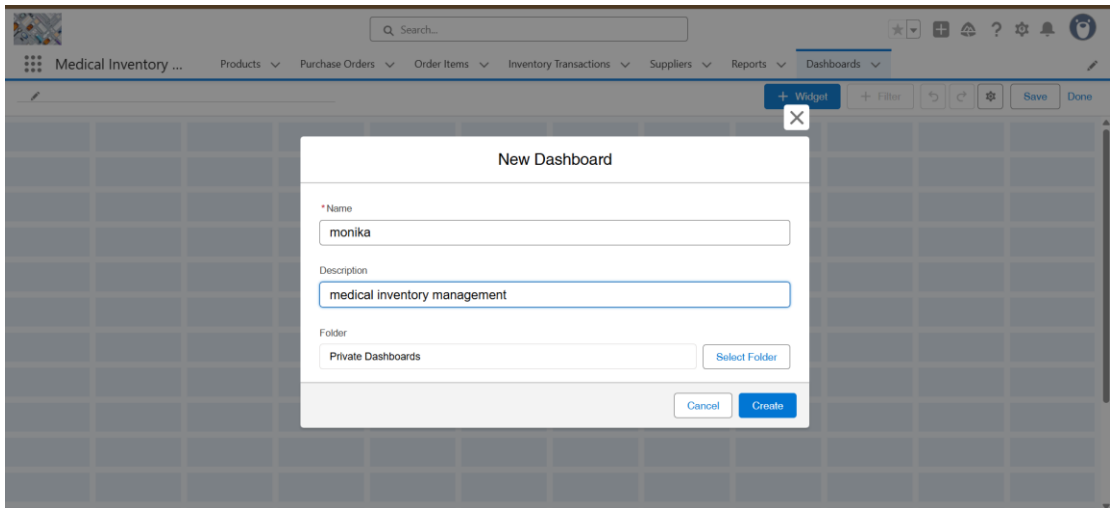 Search...
Medical Inventory ... Products Purchase Orders Order Items Inventory Transactions Suppliers Reports Dashboards
+ Widget + Filter Save Done
New Dashboard
*Name
monika
Description
medical inventory management
Folder
Private Dashboards Select Folder
Cancel Create